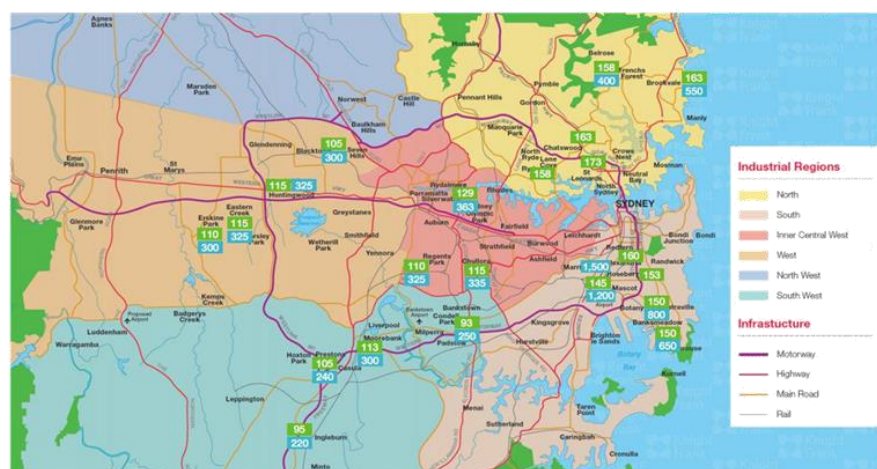 Agnes
Banks
Marsden
Park
Norwest
Castle
Hill
Baulkham
Hills
Hornsby
Pennant Hills
Pymble
Gordon
Belrose
158
400
Frenchs
Forest
Brookvale
163
550
Manly
Macquarie
Park
Chatswood
163
North
Ryde
Lane
158
173
St
Leonards
Crows
Nest
Neutral
Bay
North
Sydney
Mosman
SYDNEY
Emu
Plains
Penrith
St
Marys
Glendenning
Blacktown
105
300
Seven
Hills
115
325
Huntingwood
Glenmore
Park
Erskine
Park
110
300
Eastern
Creek
115
325
Greystanes
Wetherill
Park
Smithfield
Yennora
Rydalmere
Parramatta
Silverwater
129
363
Rhodes
Olympic
Park
Auburn
Fairfield
Strathfield
Burwood
Ashfield
Leichhardt
Regents
Park
110
325
Chullora
115
335
Redfern
160
1,500
145
1,200
Airport
Mascot
Rosebery
153
Randwick
Bondi
Junction
Bondi
Botany
150
800
Banksmeadow
150
650
Kemps
Creek
Badgerys
Creek
Proposed
Airport
Luddenham
Warragamba
Liverpool
Moorebank
113
300
Bankstown
Airport
Milperra
Bankstown
Condell
Park
Padstow
93
250
Hoxton
Park
Prestons
105
240
Casula
Leppington
95
220
Ingleburn
Minto
Kingsgrove
Hurstville
Brighton
le Sands
Botany
Bay
Kurnell
Menai
Sutherland
Taren
Point
Caringbah
Cronulla
Industrial Regions
North
South
Inner Central West
West
North West
South West
Infrastucture
Motorway
Highway
Main Road
Rail